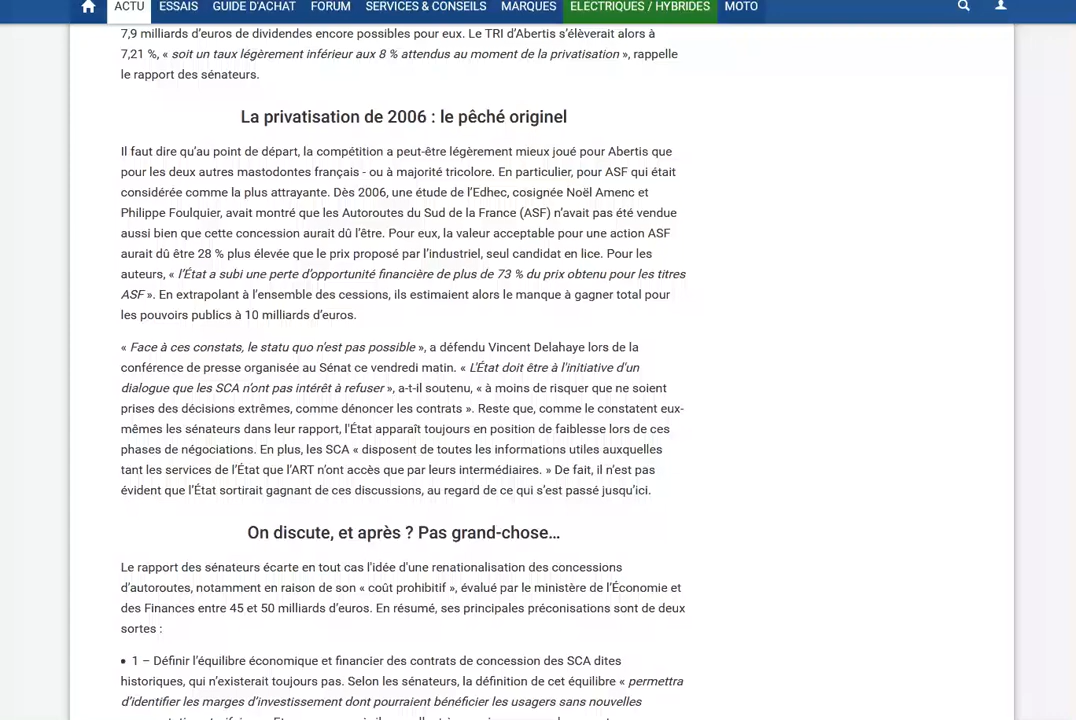 ACTU ESSAIS GUIDE D'ACHAT FORUM SERVICES & CONSEILS MARQUES ELECTRIQUES / HYBRIDES MOTO
7,9 milliards d’euros de dividendes encore possibles pour eux. Le TRI d’Abertis s’élèverait alors à
7,21 %, « soit un taux légèrement inférieur aux 8 % attendus au moment de la privatisation », rappelle
le rapport des sénateurs.
La privatisation de 2006 : le pêché originel
Il faut dire qu’au point de départ, la compétition a peut-être légèrement mieux joué pour Abertis que
pour les deux autres mastodontes français - ou à majorité tricolore. En particulier, pour ASF qui était
considérée comme la plus attrayante. Dès 2006, une étude de l’Edhec, cosignée Noël Amenc et
Philippe Foulquier, avait montré que les Autoroutes du Sud de la France (ASF) n’avait pas été vendue
aussi bien que cette concession aurait dû l’être. Pour eux, la valeur acceptable pour une action ASF
aurait dû être 28 % plus élevée que le prix proposé par l’industriel, seul candidat en lice. Pour les
auteurs, « l’État a subi une perte d’opportunité financière de plus de 73 % du prix obtenu pour les titres
ASF ». En extrapolant à l’ensemble des cessions, ils estimaient alors le manque à gagner total pour
les pouvoirs publics à 10 milliards d’euros.
« Face à ces constats, le statu quo n'est pas possible », a défendu Vincent Delahaye lors de la
conférence de presse organisée au Sénat ce vendredi matin. « L'État doit être à l'initiative d'un
dialogue que les SCA n'ont pas intérêt à refuser », a-t-il soutenu, « à moins de risquer que ne soient
prises des décisions extrêmes, comme dénoncer les contrats ». Reste que, comme le constatent eux-
mêmes les sénateurs dans leur rapport, l'État apparaît toujours en position de faiblesse lors de ces
phases de négociations. En plus, les SCA « disposent de toutes les informations utiles auxquelles
tant les services de l’État que l’ART n’ont accès que par leurs intermédiaires. » De fait, il n’est pas
évident que l’État sortirait gagnant de ces discussions, au regard de ce qui s’est passé jusqu’ici.
On discute, et après ? Pas grand-chose…
Le rapport des sénateurs écarte en tout cas l'idée d'une renationalisation des concessions
d’autoroutes, notamment en raison de son « coût prohibitif », évalué par le ministère de l’Économie et
des Finances entre 45 et 50 milliards d’euros. En résumé, ses principales préconisations sont de deux
sortes :
• 1 – Définir l’équilibre économique et financier des contrats de concession des SCA dites
historiques, qui n’existerait toujours pas. Selon les sénateurs, la définition de cet équilibre « permettra
d’identifier les marges d’investissement dont pourraient bénéficier les usagers sans nouvelles